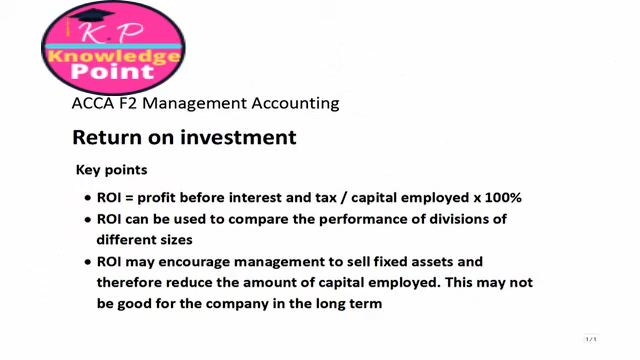 K.P
Knowledge
Point
ACCA F2 Management Accounting
Return on investment
Key points
• ROI = profit before interest and tax / capital employed x 100%
• ROI can be used to compare the performance of divisions of
different sizes
• ROI may encourage management to sell fixed assets and
therefore reduce the amount of capital employed. This may not
be good for the company in the long term
1/1